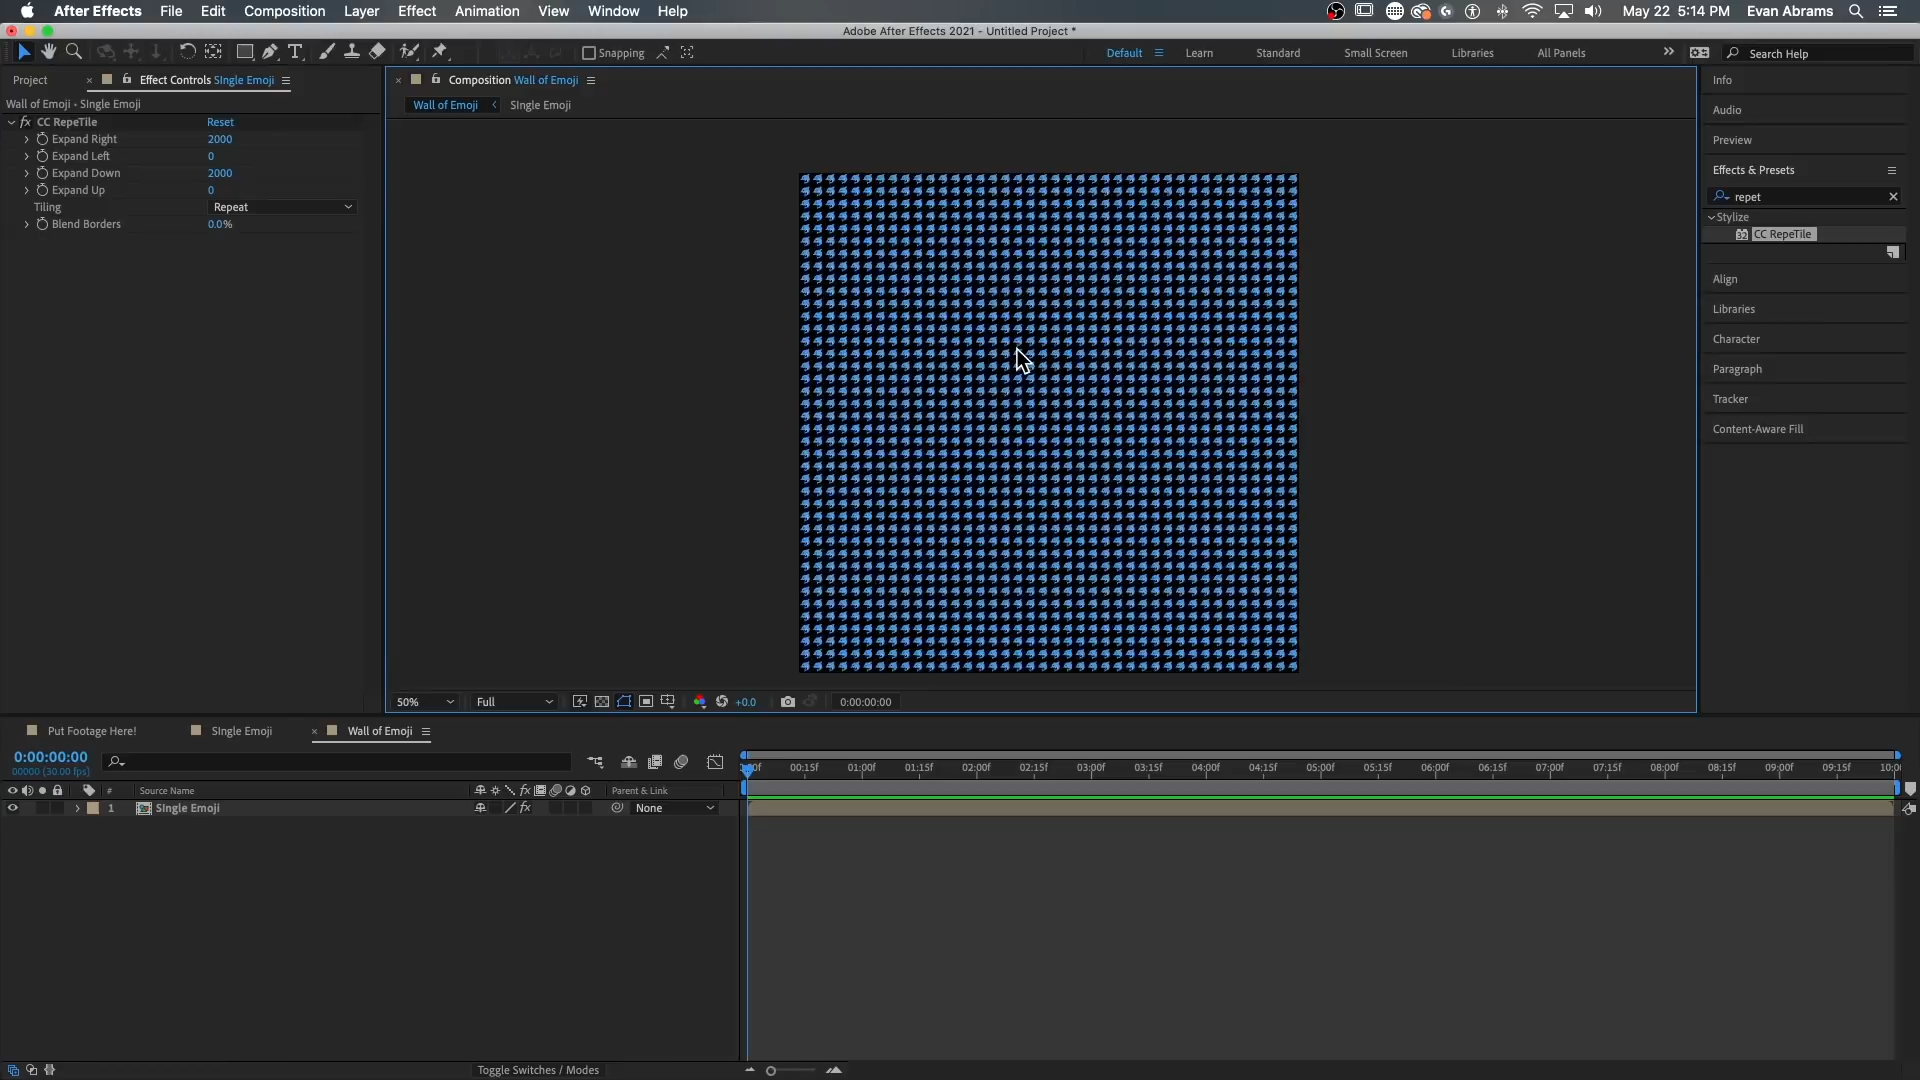 After Effects File Edit Composition Layer Effect Animation View Window Help May 22 5:14 PM Evan Abrams
Adobe After Effects 2021 - Untitled Project *
Snapping Default Learn Standard Small Screen Libraries All Panels Search Help
Project Effect Controls SIngle Emoji
Wall of Emoji • SIngle Emoji
fx CC RepeTile Reset
Expand Right 2000
Expand Left 0
Expand Down 2000
Expand Up 0
Tiling Repeat
Blend Borders 0.0%
Composition Wall of Emoji
Wall of Emoji SIngle Emoji
50% Full +0.0 0:00:00:00
Info
Audio
Preview
Effects & Presets
repet
Stylize
32 CC RepeTile
Align
Libraries
Character
Paragraph
Tracker
Content-Aware Fill
Put Footage Here! SIngle Emoji Wall of Emoji
0:00:00:00
00000 (30.00 fps)
00f 00:15f 01:00f 01:15f 02:00f 02:15f 03:00f 03:15f 04:00f 04:15f 05:00f 05:15f 06:00f 06:15f 07:00f 07:15f 08:00f 08:15f 09:00f 09:15f 10:00
# Source Name fx Parent & Link
1 SIngle Emoji fx None
Toggle Switches / Modes